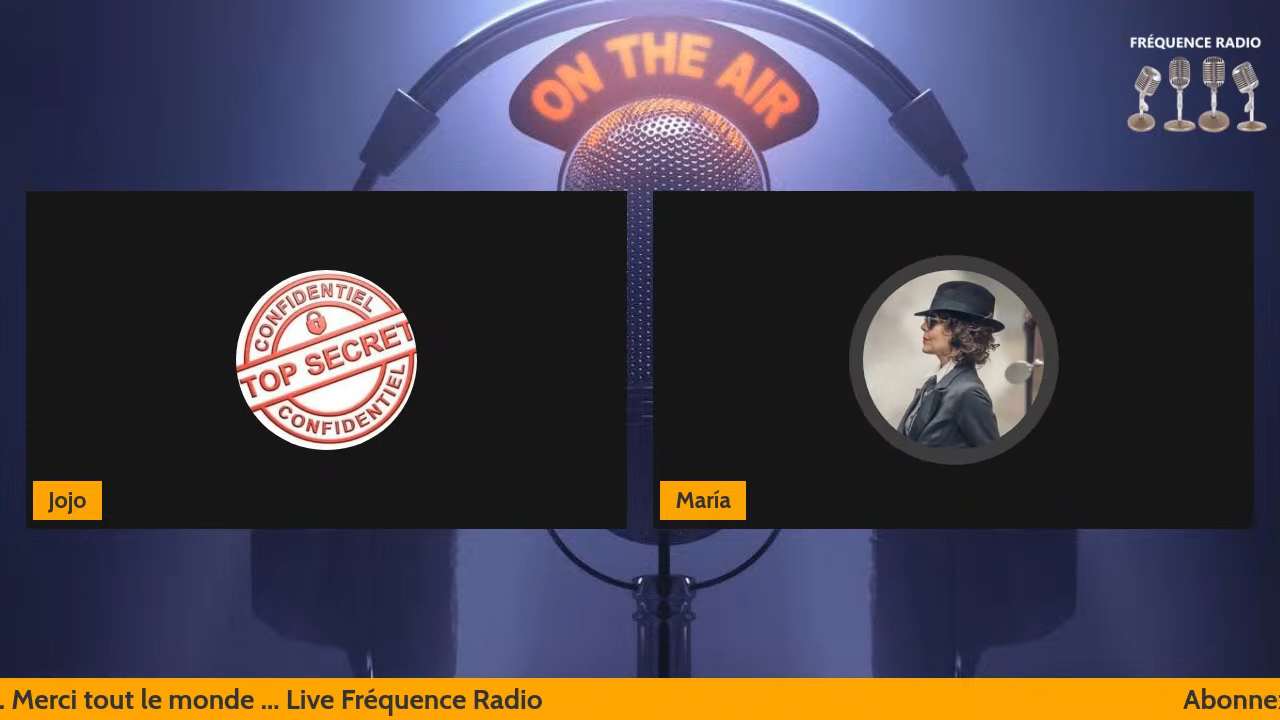 FRÉQUENCE RADIO
ON THE AIR
CONFIDENTIEL
TOP SECRET
CONFIDENTIEL
Jojo
María
. Merci tout le monde ... Live Fréquence Radio
Abonnez